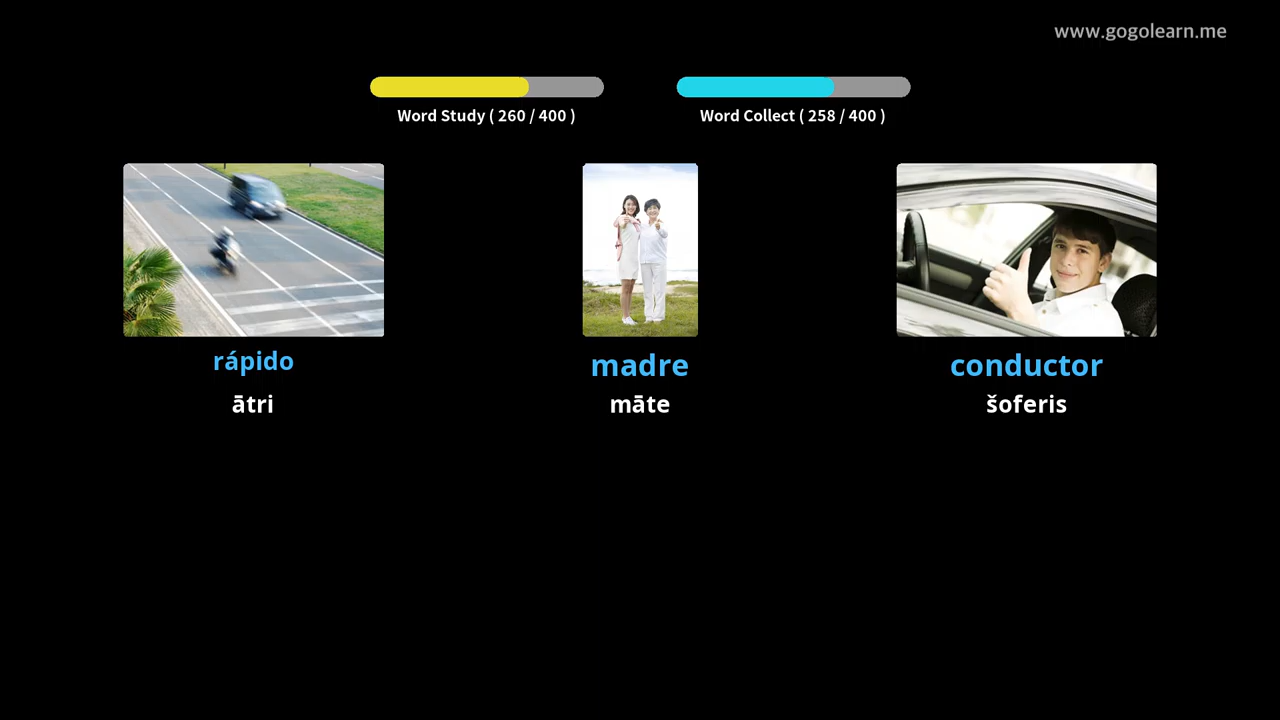 www.gogolearn.me
Word Study ( 260 / 400 )
Word Collect ( 258 / 400 )
rápido
madre
conductor
ātri
māte
šoferis